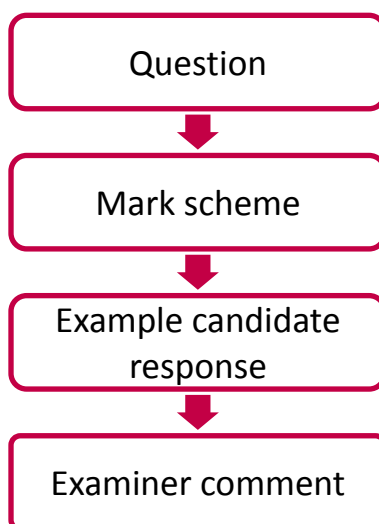 Question
Mark scheme
Example candidate
response
Examiner comment